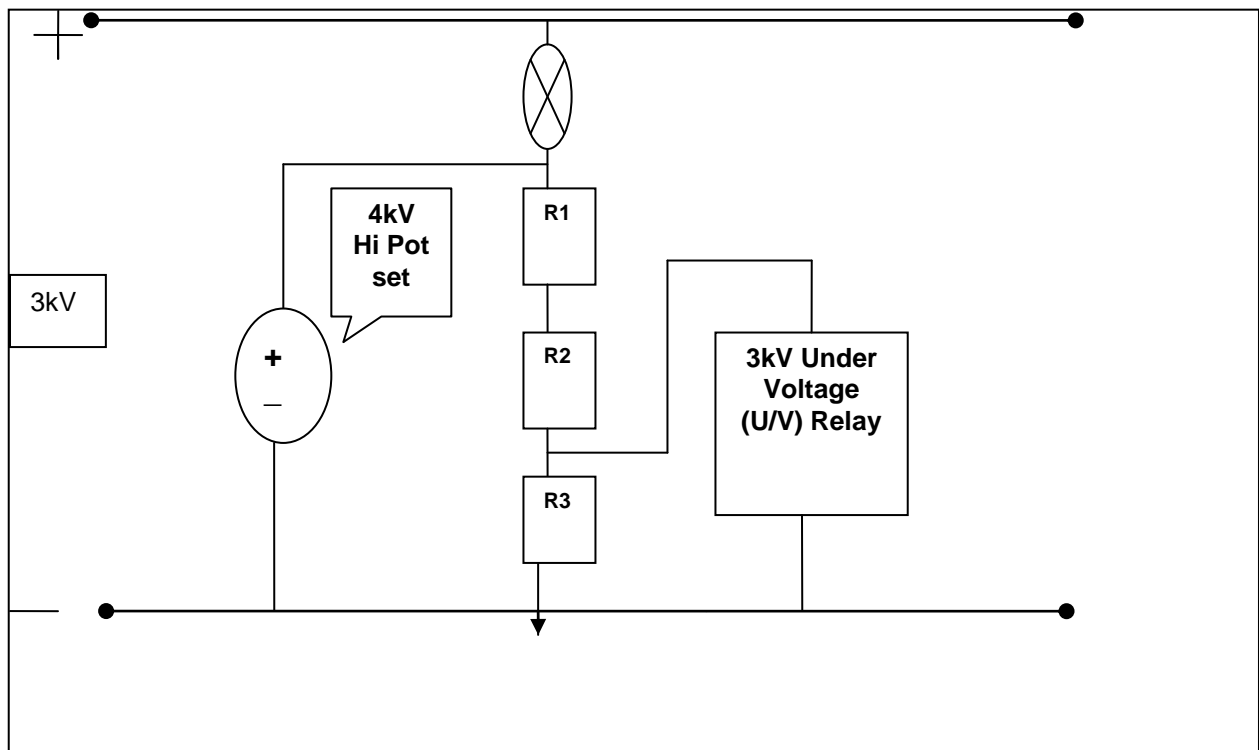 4kV
Hi Pot
set
R1
3kV
+
_
R2
3kV Under
Voltage
(U/V) Relay
R3